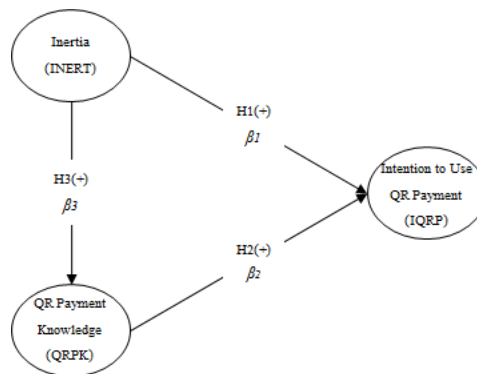 Inertia
(INERT)
H1(+)
β1
Intention to Use
QR Payment
(IQRP)
H3(+)
β3
H2(+)
β2
QR Payment
Knowledge
(QRPK)